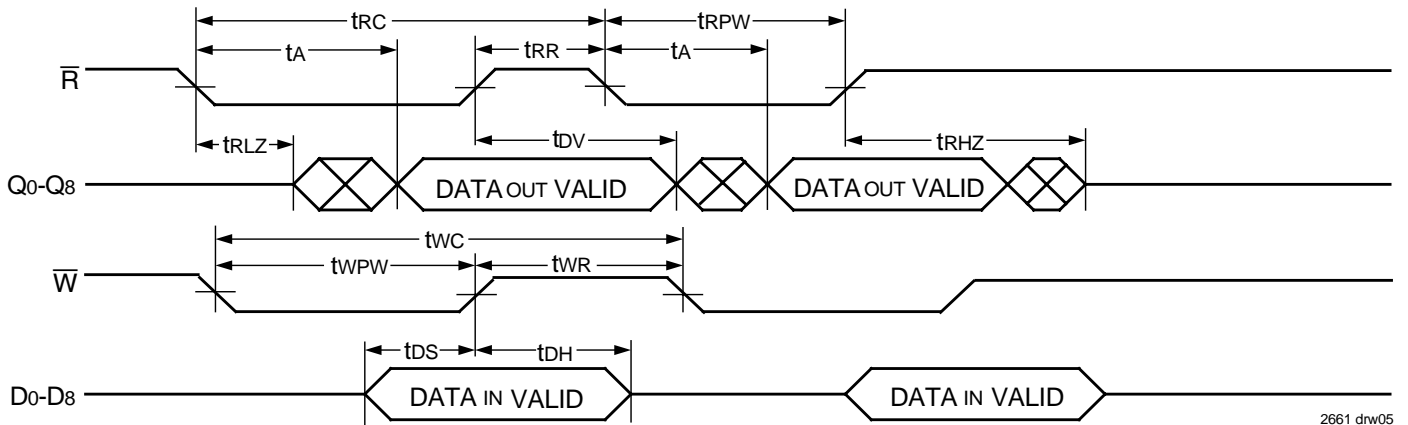 tRC
tRPW
tA
tRR
tA
R̅
tRLZ
tDV
tRHZ
Q0-Q8
DATA OUT VALID
DATA OUT VALID
tWC
tWPW
tWR
W̅
tDS
tDH
D0-D8
DATA IN VALID
DATA IN VALID
2661 drw05